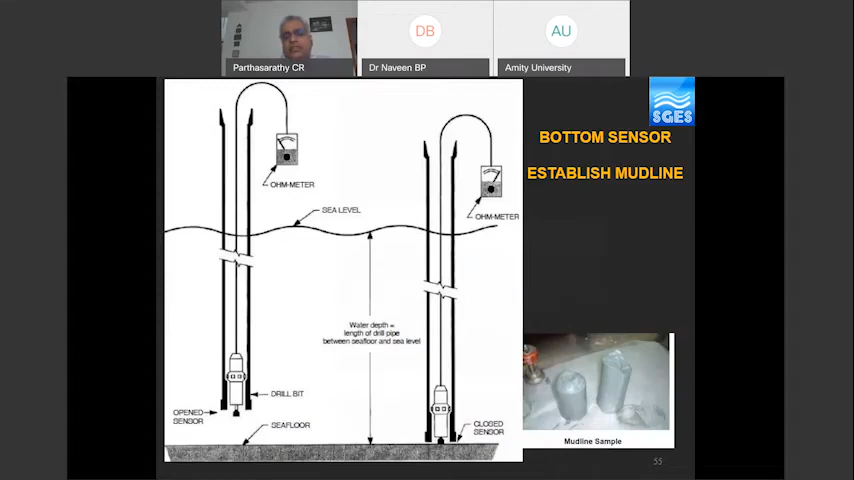 DB
AU
Parthasarathy CR
Dr Naveen BP
Amity University
SGES
BOTTOM SENSOR
ESTABLISH MUDLINE
OHM-METER
SEA LEVEL
OHM-METER
Water depth =
length of drill pipe
between seafloor and sea level
DRILL BIT
OPENED
SENSOR
SEAFLOOR
CLOSED
SENSOR
Mudline Sample
55